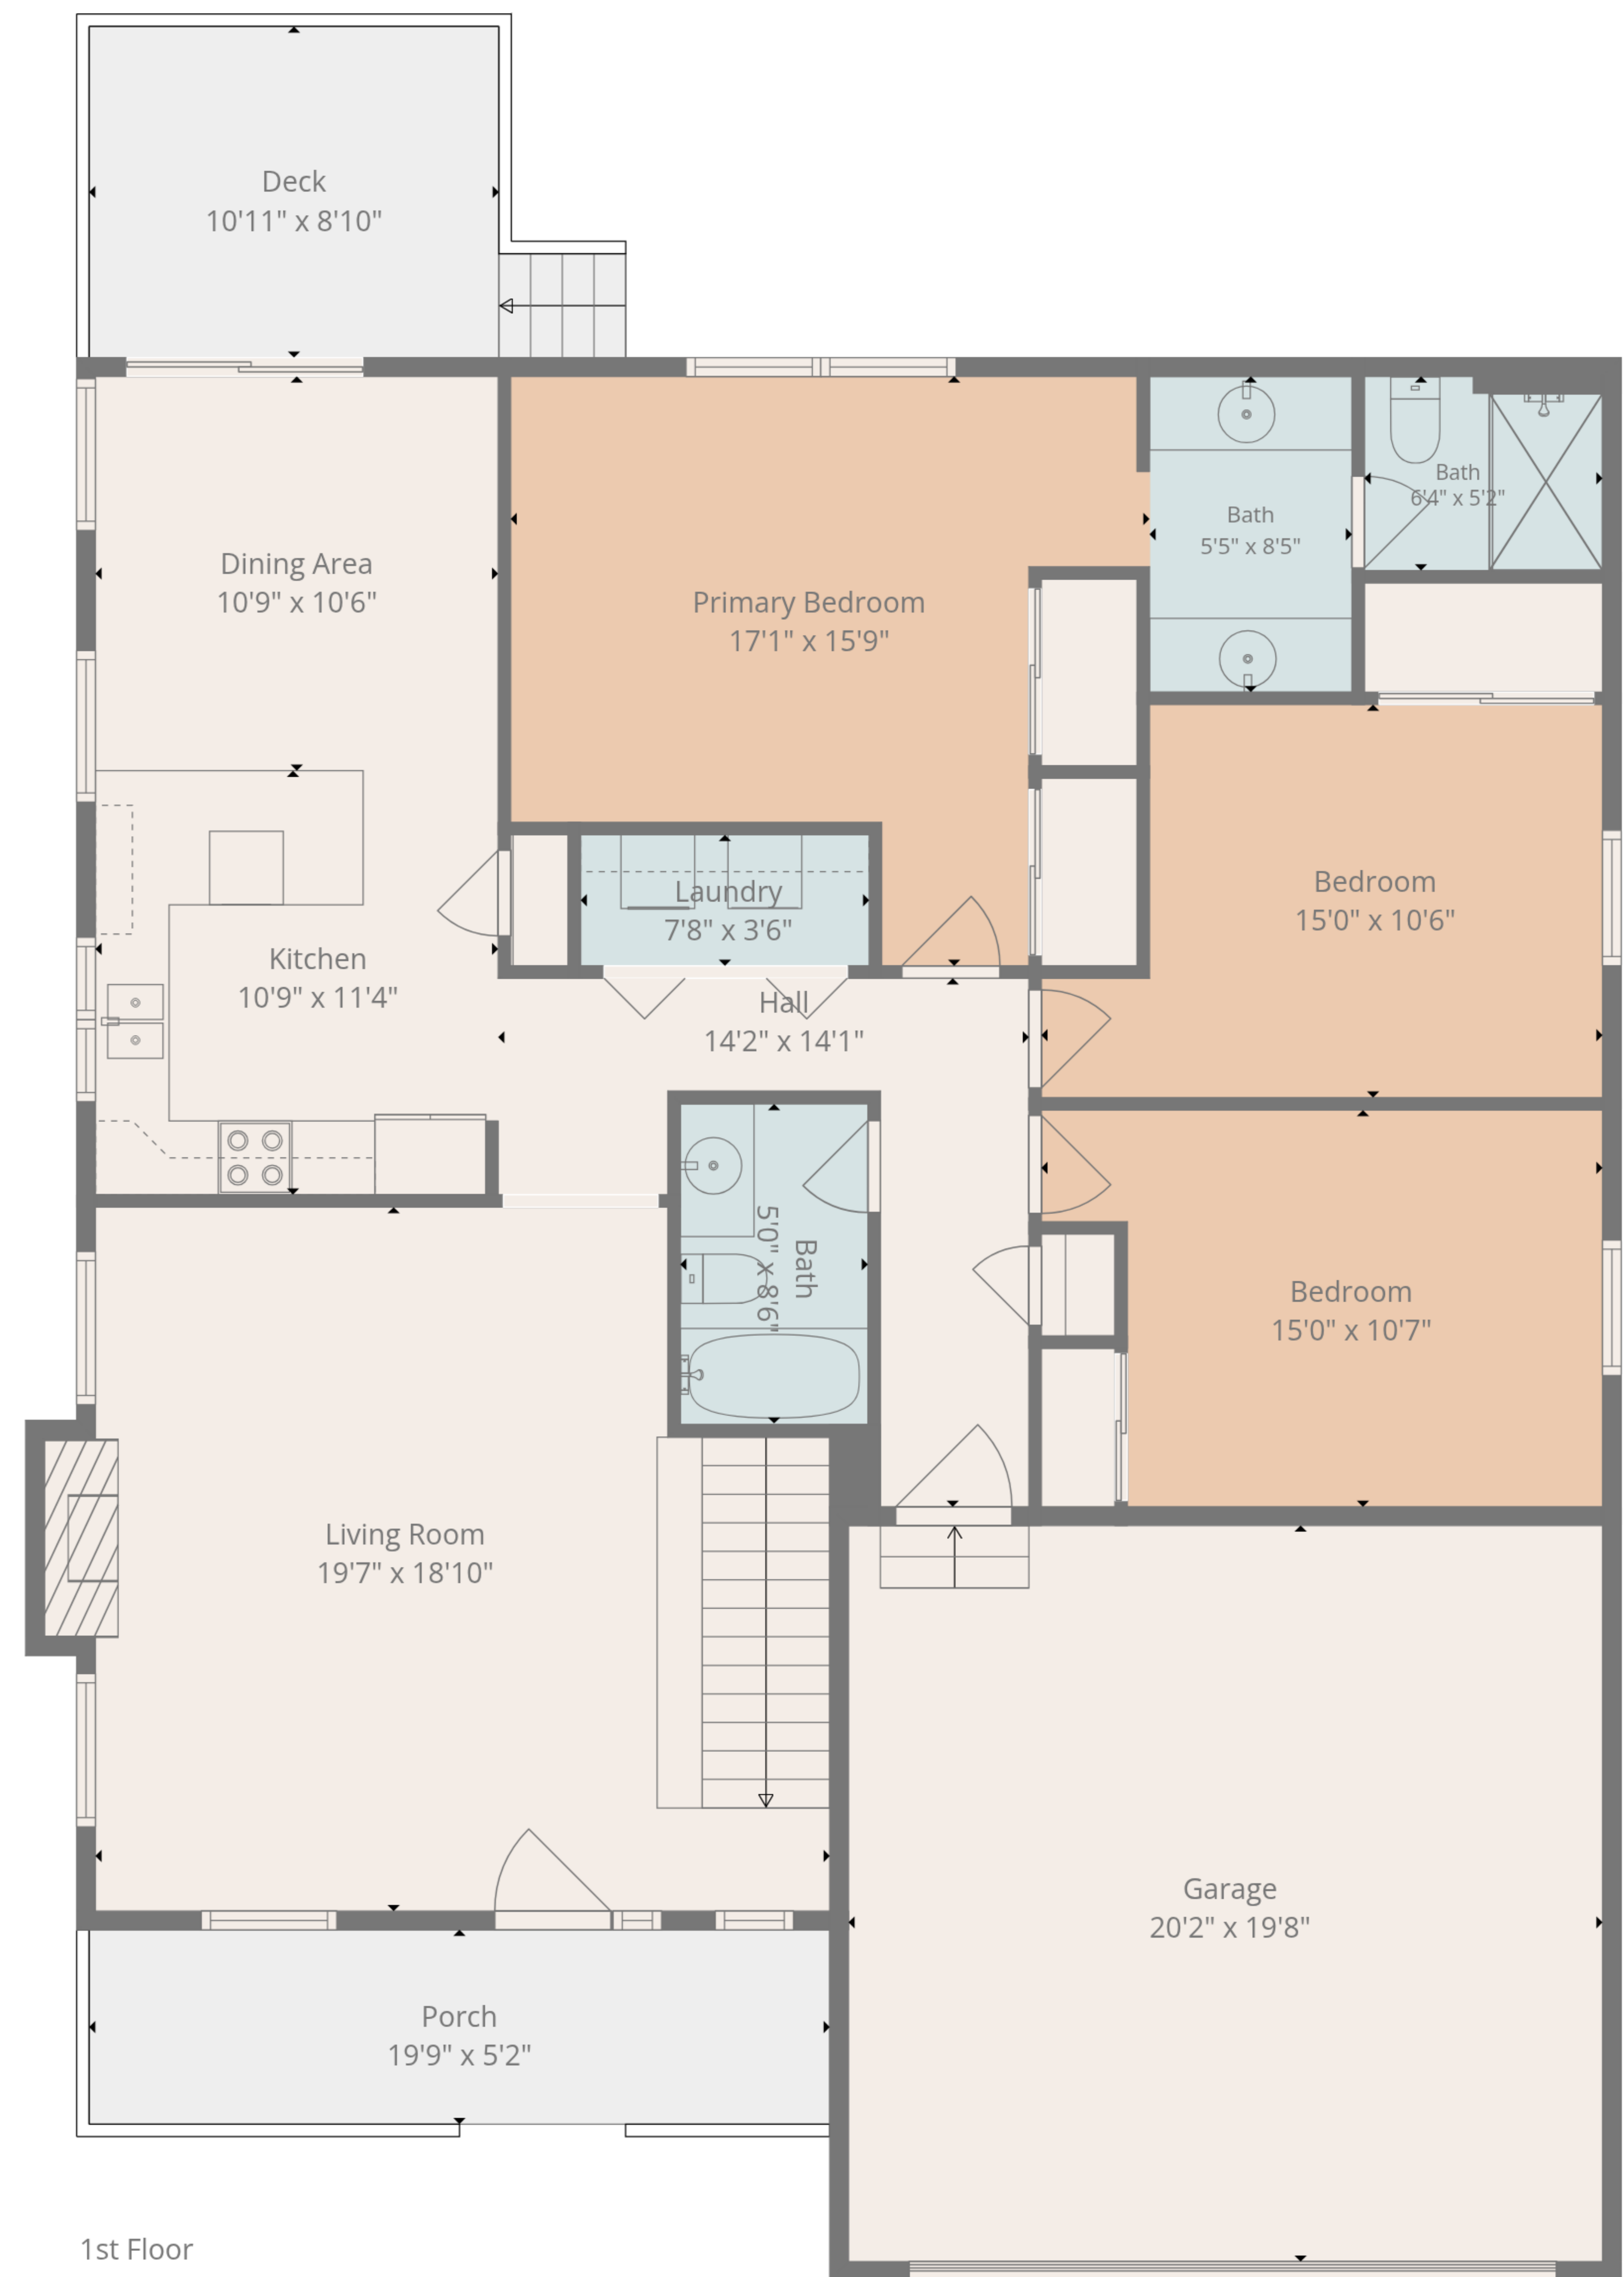 Deck
10'11" x 8'10"
Dining Area
10'9" x 10'6"
Primary Bedroom
17'1" x 15'9"
Bath
5'5" x 8'5"
Bath
6'4" x 5'2"
Kitchen
10'9" x 11'4"
Laundry
7'8" x 3'6"
Hall
14'2" x 14'1"
Bedroom
15'0" x 10'6"
Bath
5'0" x 8'6"
Bedroom
15'0" x 10'7"
Living Room
19'7" x 18'10"
Garage
20'2" x 19'8"
Porch
19'9" x 5'2"
1st Floor